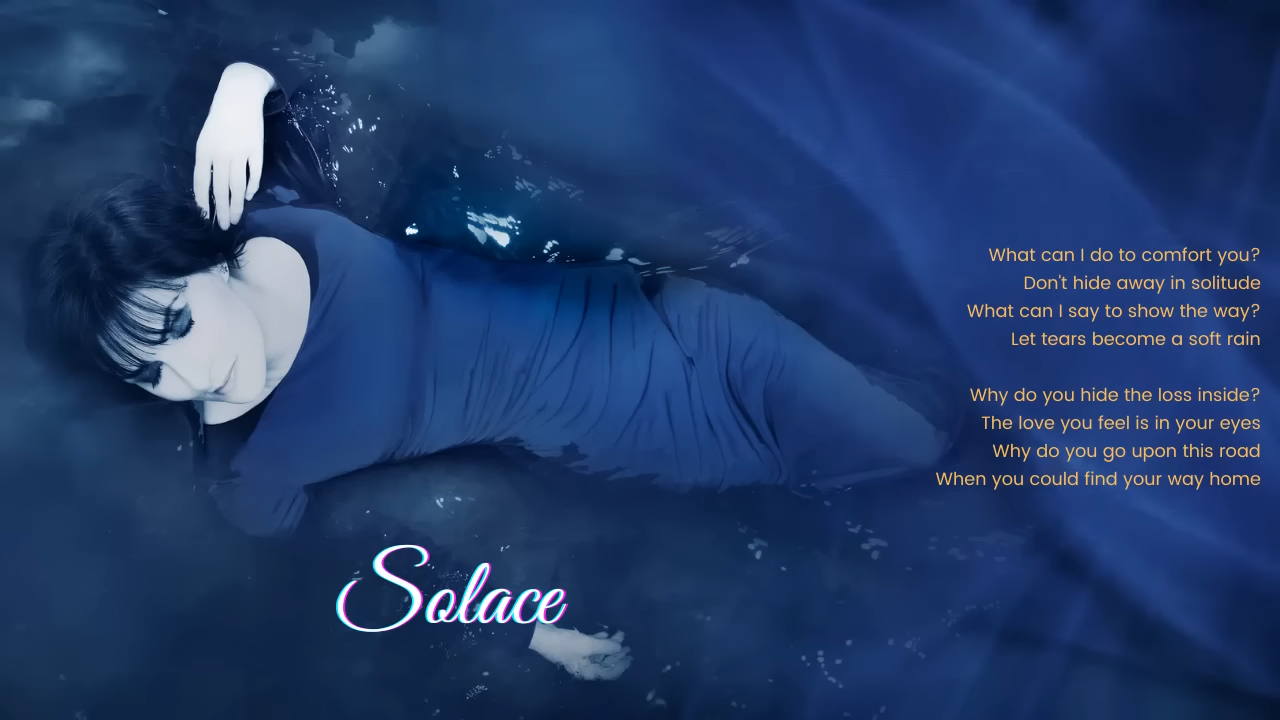 What can I do to comfort you?
Don't hide away in solitude
What can I say to show the way?
Let tears become a soft rain
Why do you hide the loss inside?
The love you feel is in your eyes
Why do you go upon this road
When you could find your way home
Solace